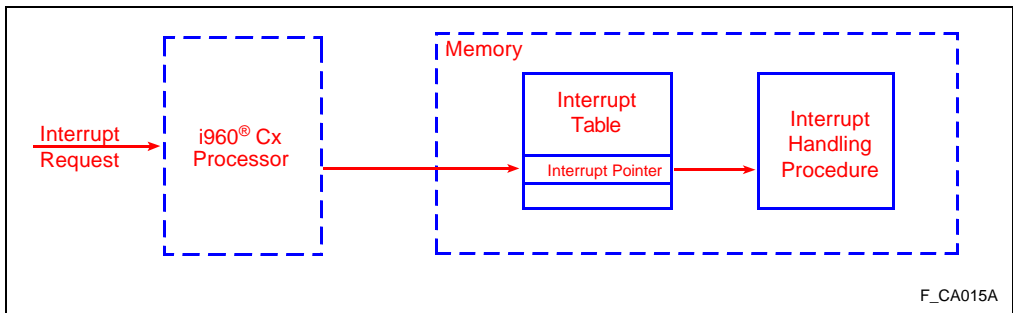 Memory
Interrupt
Request
i960® Cx
Processor
Interrupt
Table
Interrupt Pointer
Interrupt
Handling
Procedure
F_CA015A